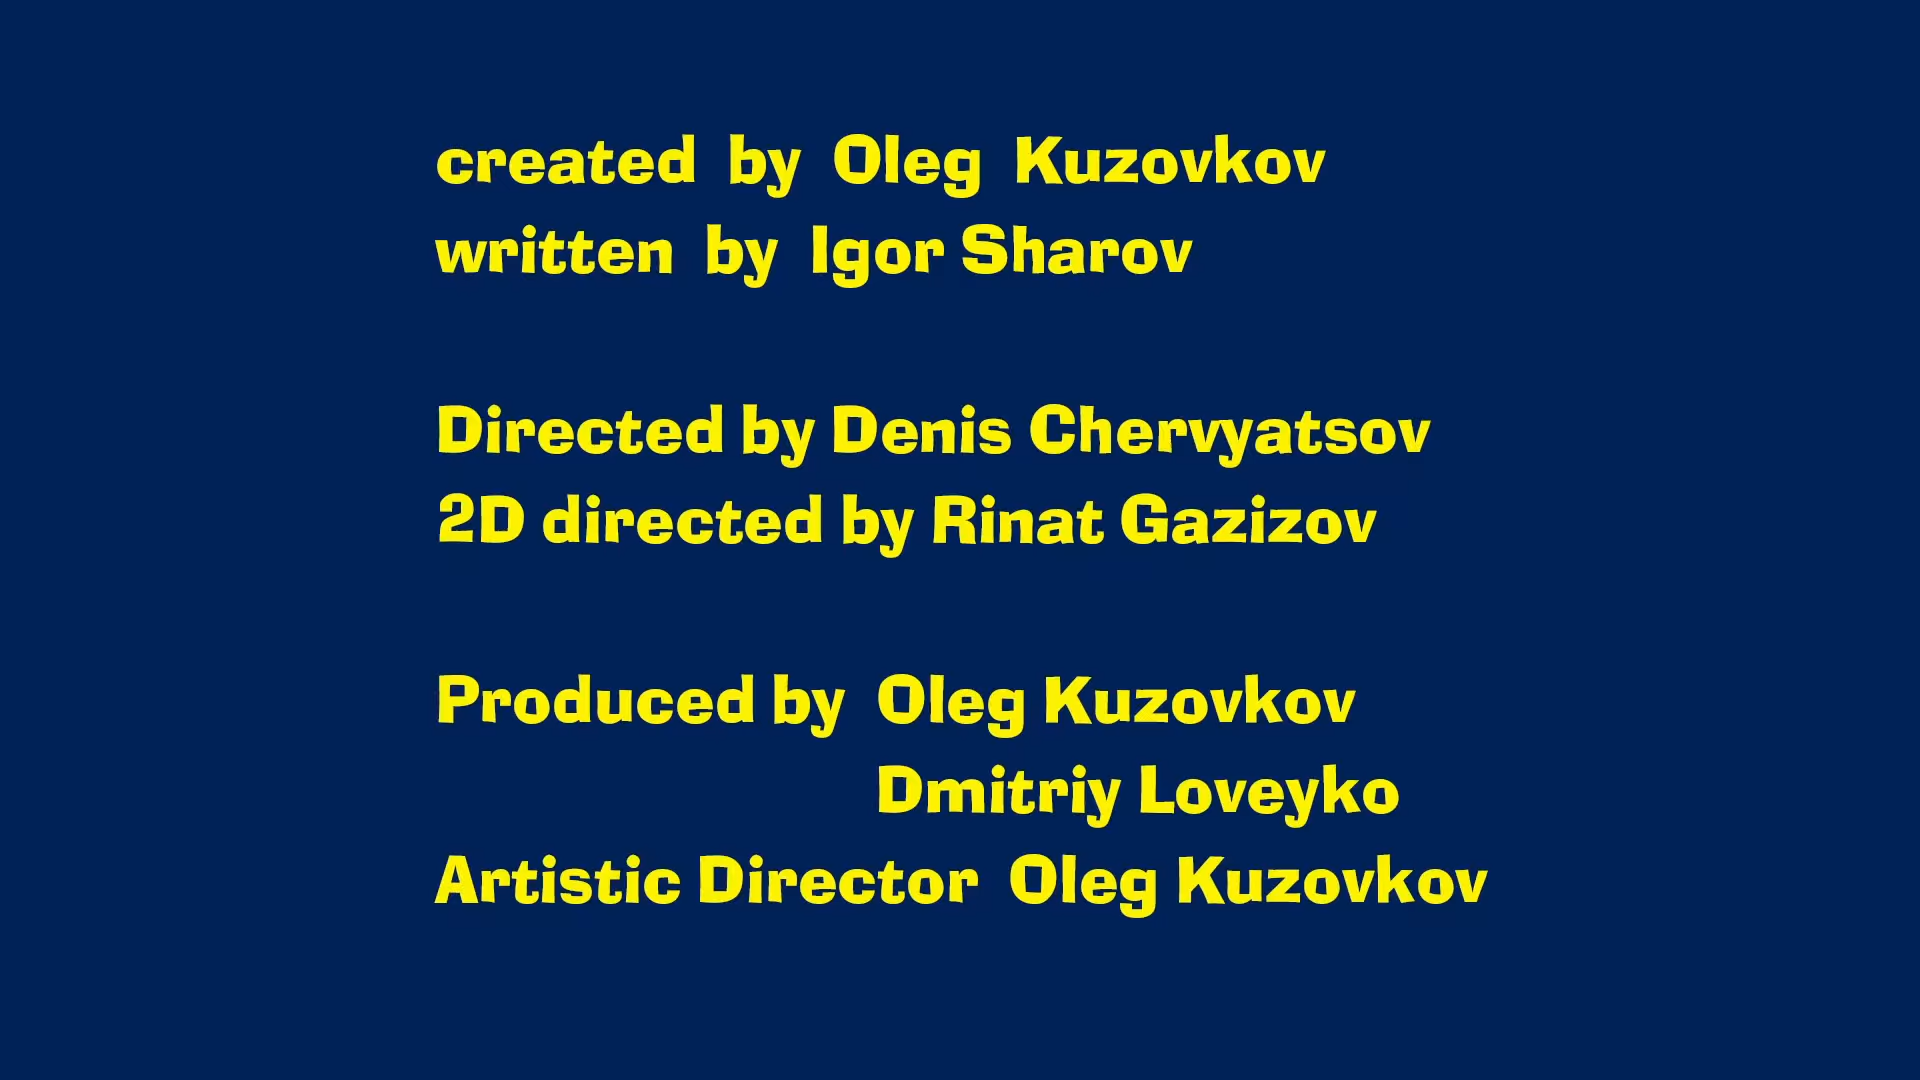 created by Oleg Kuzovkov
written by Igor Sharov
Directed by Denis Chervyatsov
2D directed by Rinat Gazizov
Produced by Oleg Kuzovkov
Dmitriy Loveyko
Artistic Director Oleg Kuzovkov